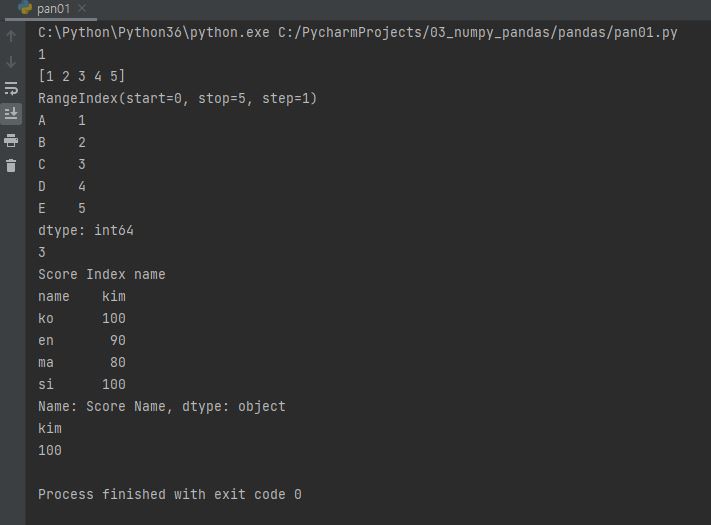 pan01
C:\Python\Python36\python.exe C:/PycharmProjects/03_numpy_pandas/pandas/pan01.py
1
[1 2 3 4 5]
RangeIndex(start=0, stop=5, step=1)
A    1
B    2
C    3
D    4
E    5
dtype: int64
3
Score Index name
name    kim
ko      100
en       90
ma       80
si      100
Name: Score Name, dtype: object
kim
100
Process finished with exit code 0